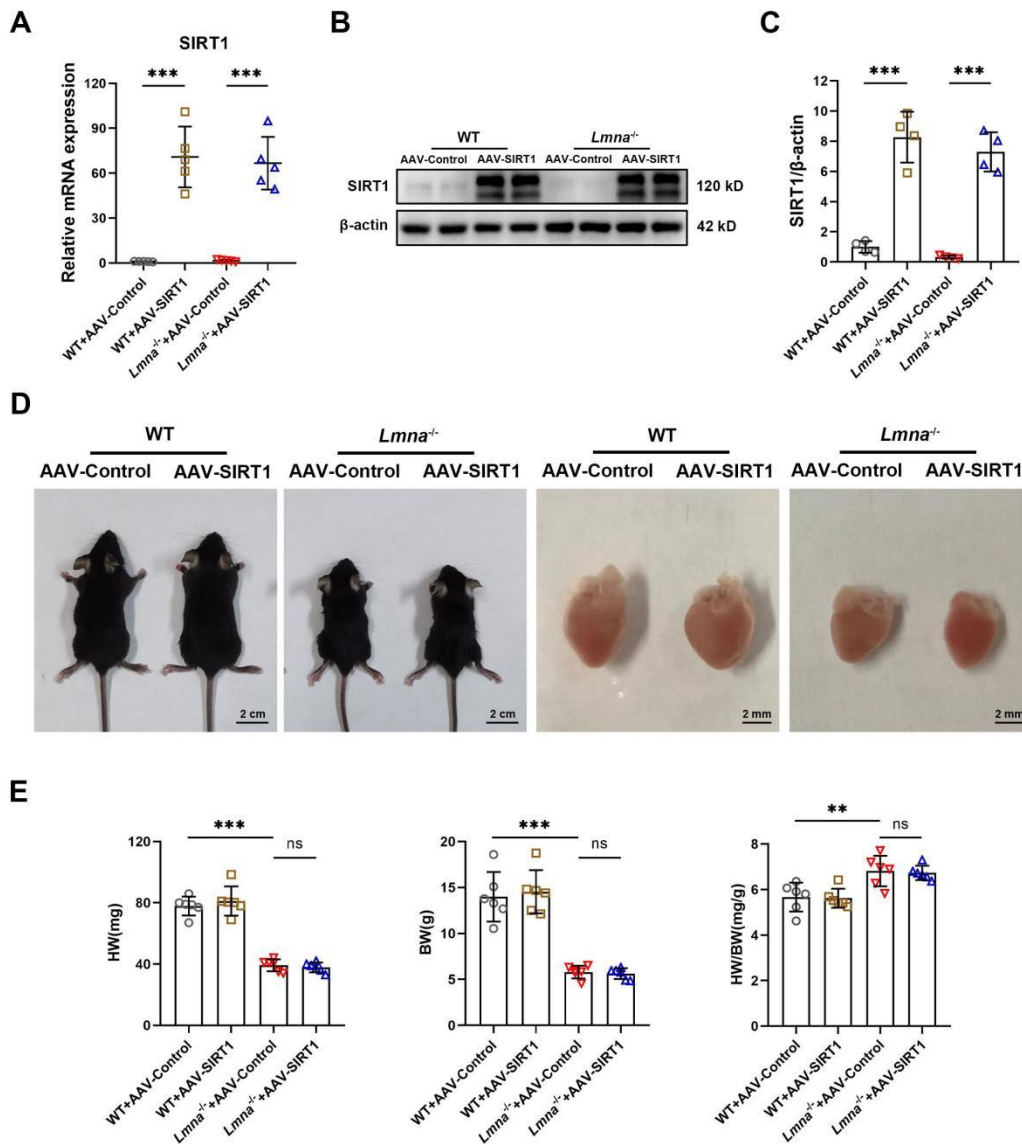 A
SIRT1
Relative mRNA expression
120
90
60
30
0
*** ***
WT+AAV-Control
WT+AAV-SIRT1
Lmna-/-+AAV-Control
Lmna-/-+AAV-SIRT1
B
WT Lmna-/-
AAV-Control AAV-SIRT1 AAV-Control AAV-SIRT1
SIRT1 120 kD
β-actin 42 kD
C
SIRT1/β-actin
12
10
8
6
4
2
0
*** ***
WT+AAV-Control
WT+AAV-SIRT1
Lmna-/-+AAV-Control
Lmna-/-+AAV-SIRT1
D
WT Lmna-/- WT Lmna-/-
AAV-Control AAV-SIRT1 AAV-Control AAV-SIRT1 AAV-Control AAV-SIRT1 AAV-Control AAV-SIRT1
2 cm 2 cm 2 mm 2 mm
E
HW(mg)
120
80
40
0
***
ns
WT+AAV-Control
WT+AAV-SIRT1
Lmna-/-+AAV-Control
Lmna-/-+AAV-SIRT1
BW(g)
20
15
10
5
0
***
ns
WT+AAV-Control
WT+AAV-SIRT1
Lmna-/-+AAV-Control
Lmna-/-+AAV-SIRT1
HW/BW(mg/g)
8
6
4
2
0
**
ns
WT+AAV-Control
WT+AAV-SIRT1
Lmna-/-+AAV-Control
Lmna-/-+AAV-SIRT1